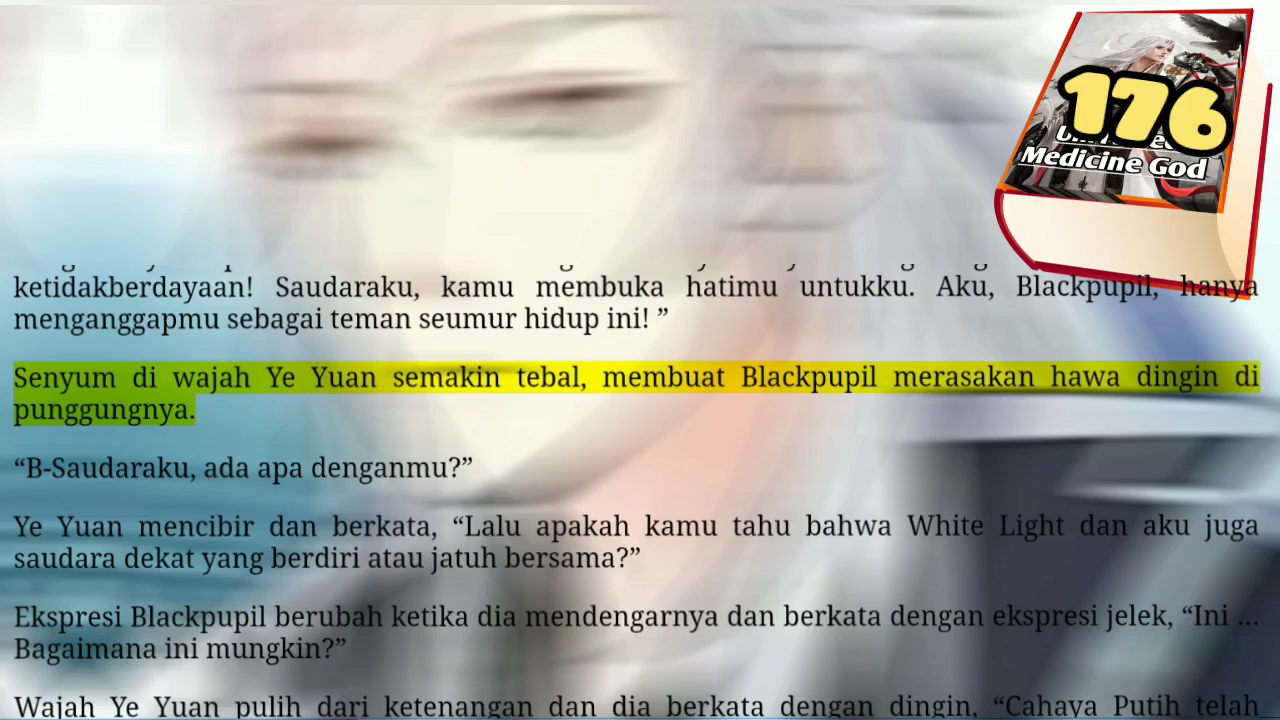 176
Medicine God
ketidakberdayaan! Saudaraku, kamu membuka hatimu untukku. Aku, Blackpupil, hanya
menganggapmu sebagai teman seumur hidup ini! ”
Senyum di wajah Ye Yuan semakin tebal, membuat Blackpupil merasakan hawa dingin di
punggungnya.
“B-Saudaraku, ada apa denganmu?”
Ye Yuan mencibir dan berkata, “Lalu apakah kamu tahu bahwa White Light dan aku juga
saudara dekat yang berdiri atau jatuh bersama?”
Ekspresi Blackpupil berubah ketika dia mendengarnya dan berkata dengan ekspresi jelek, “Ini ...
Bagaimana ini mungkin?”
Wajah Ye Yuan pulih dari ketenangan dan dia berkata dengan dingin, “Cahaya Putih telah